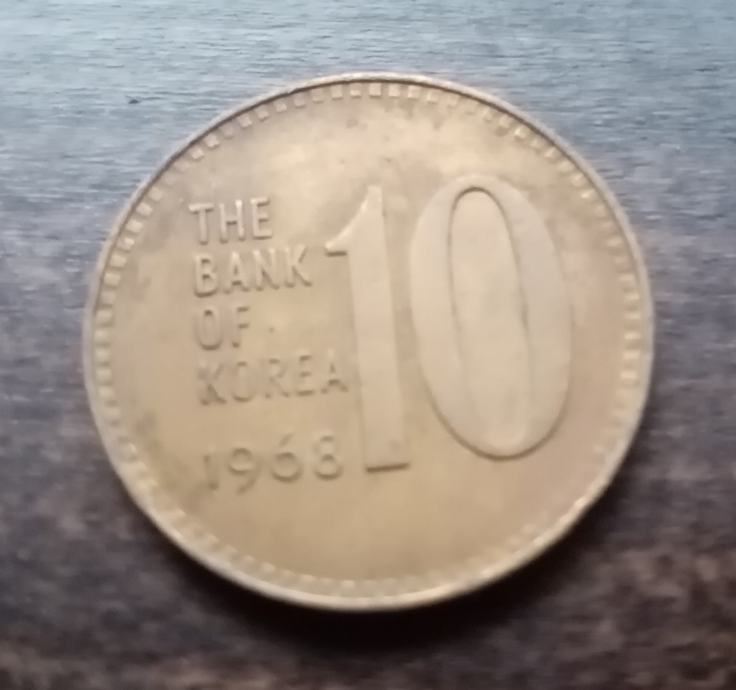 THE
BANK
OF
KOREA
1968
10